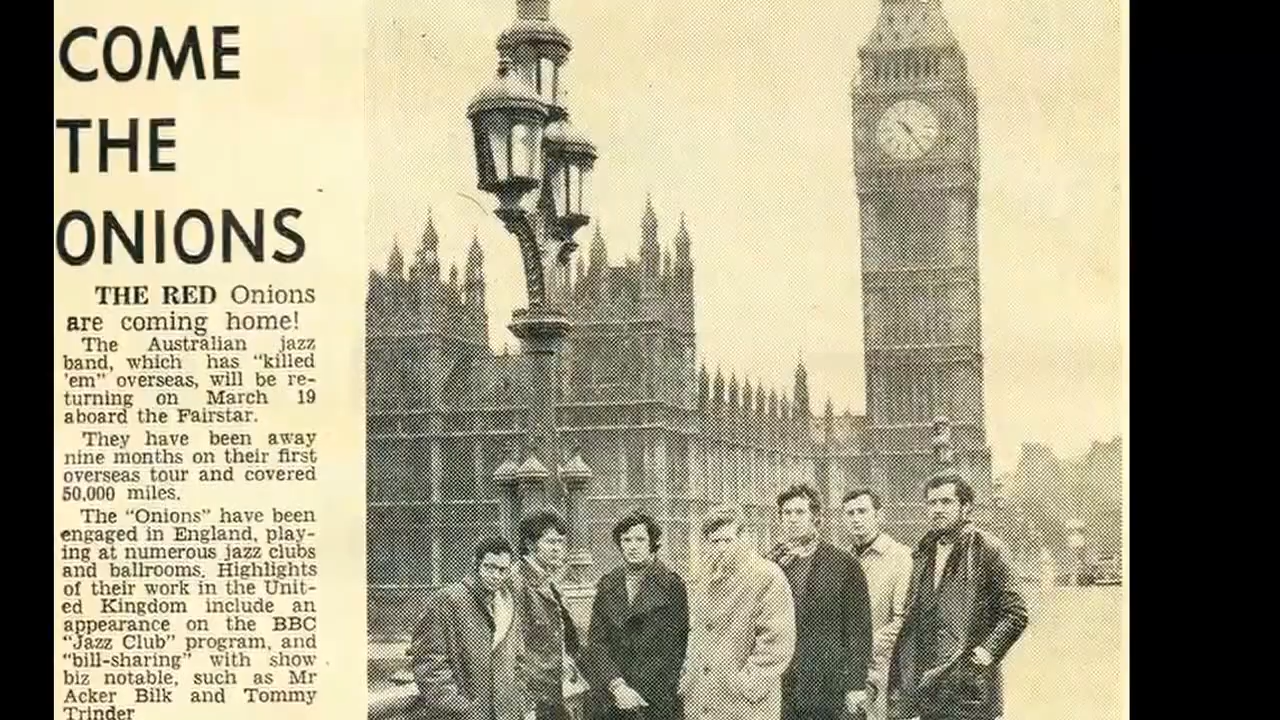 COME
THE
ONIONS
THE RED Onions
are coming home!
The Australian jazz
band, which has "killed
'em" overseas, will be re-
turning on March 19
aboard the Fairstar.
They have been away
nine months on their first
overseas tour and covered
50,000 miles.
The "Onions" have been
engaged in England, play-
ing at numerous jazz clubs
and ballrooms. Highlights
of their work in the Unit-
ed Kingdom include an
appearance on the BBC
"Jazz Club" program, and
"bill-sharing" with show
biz notable, such as Mr
Acker Bilk and Tommy
Trinder